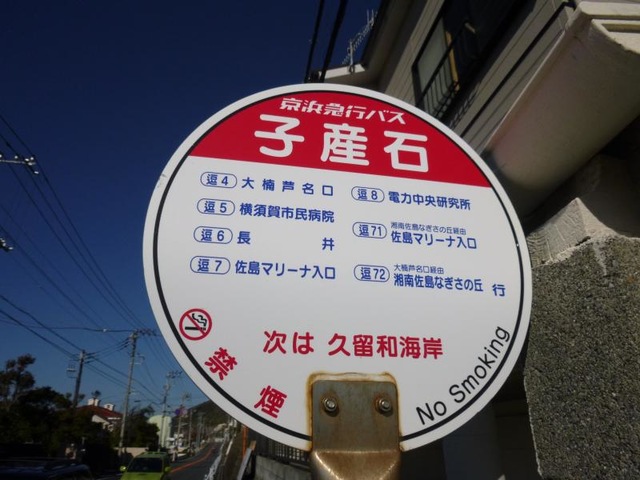 京浜急行バス
子産石
逗4 大楠芦名口
逗5 横須賀市民病院
逗6 長井
逗7 佐島マリーナ入口
逗8 電力中央研究所
湘南佐島なぎさの丘経由
逗71 佐島マリーナ入口
大楠芦名口経由
逗72 湘南佐島なぎさの丘 行
次は 久留和海岸
禁煙
No Smoking